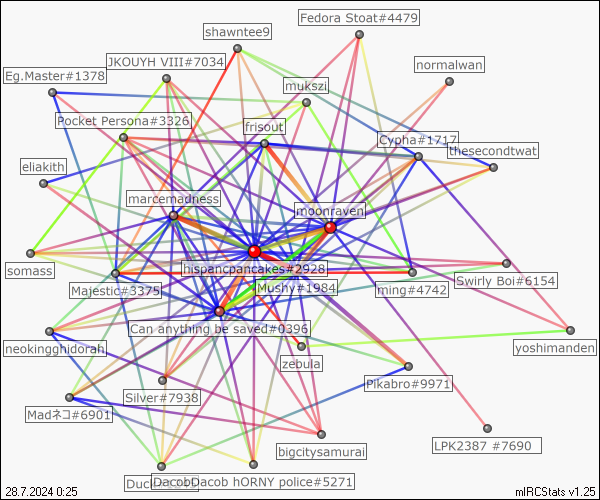 Fedora Stoat#4479
shawntee9
JKOUYH VIII#7034
normalwan
Eg.Master#1378
mukszi
Pocket Persona#3326
frisout
Cypha#1717
thesecondtwat
eliakith
marcemadness
moonraven
hispancpancakes#2928
somass
Majestic#3375
Mushy#1984
ming#4742
Swirly Boi#6154
Can anything be saved#0396
neokingghidorah
yoshimanden
zebula
Pikabro#9971
Silver#7938
Madネコ#6901
bigcitysamurai
LPK2387 #7690
DacobDacob hORNY police#5271
28.7.2024 0:25
mIRCStats v1.25